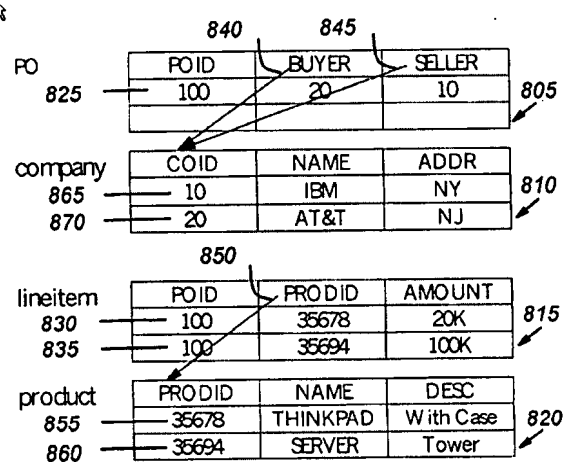 840 845
PO POID BUYER SELLER
825 100 20 10 805
company COID NAME ADDR
865 10 IBM NY 810
870 20 AT&T NJ
850
lineitem POID PRODID AMOUNT
830 100 35678 20K 815
835 100 35694 100K
product PRODID NAME DESC
855 35678 THINKPAD With Case 820
860 35694 SERVER Tower